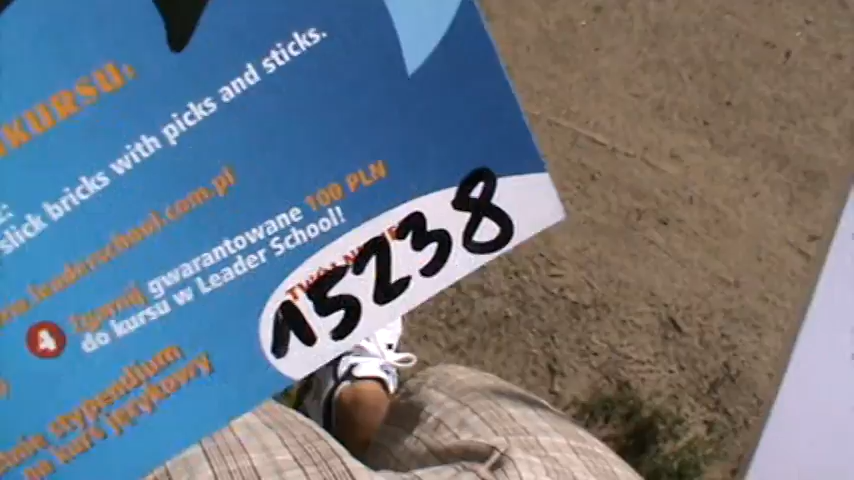 KURSU,
slick bricks with picks and sticks.
leaderschool.com.pl
4 Zgarnij gwarantowane 100 PLN
do kursu w Leader School!
stypendium
na kurs językowy
15238